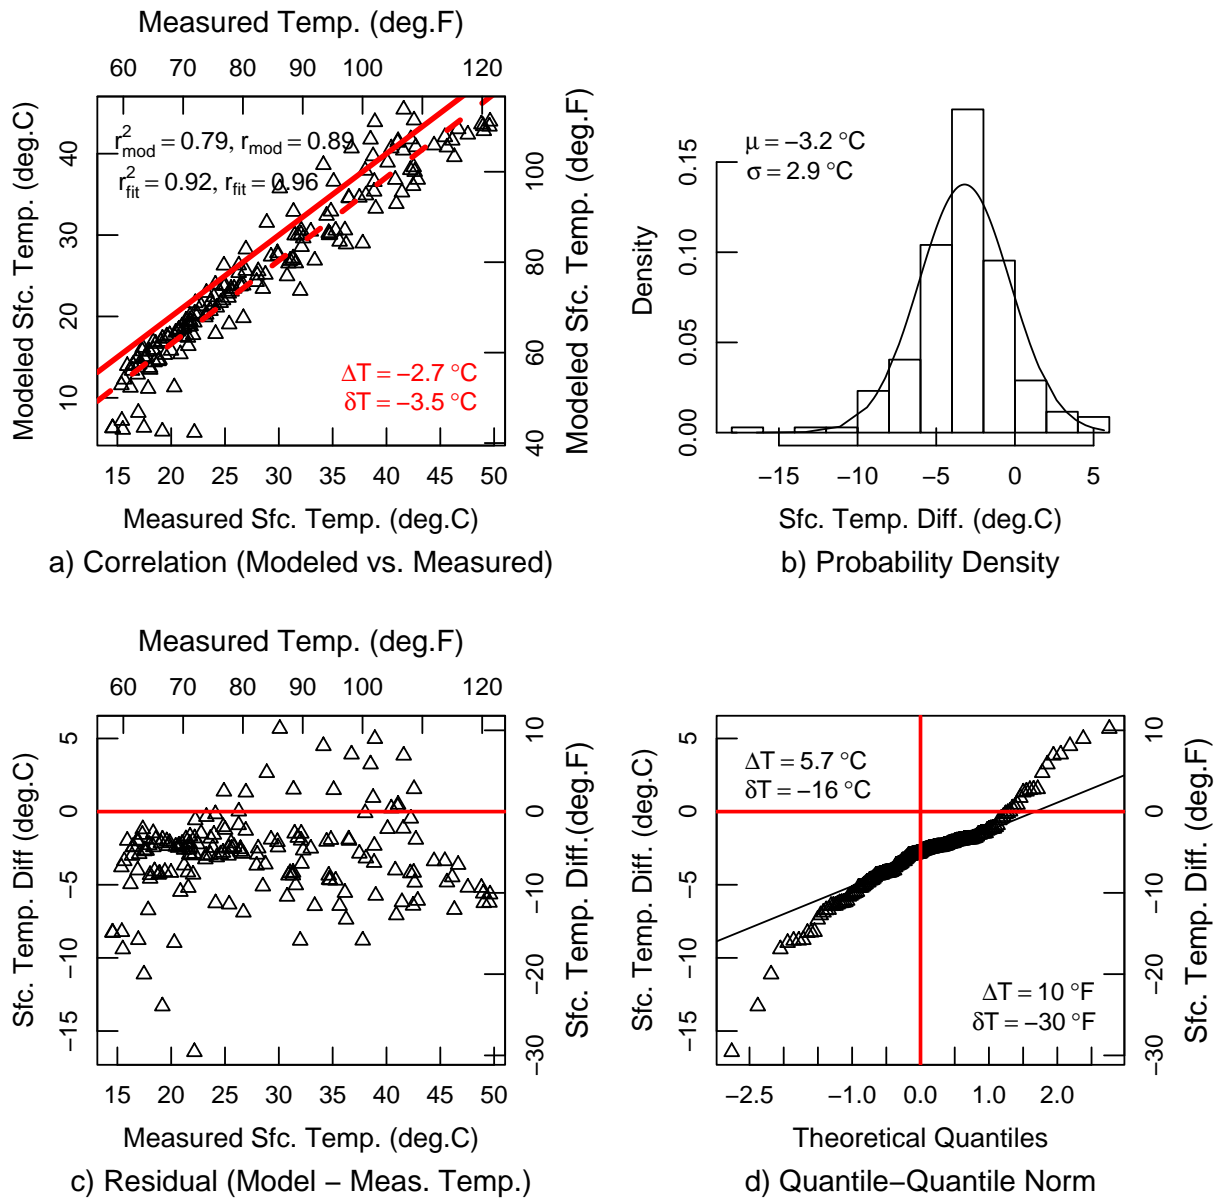 Measured Temp. (deg.F)
60 70 80 90 100 120
Modeled Sfc. Temp. (deg.C)
10 20 30 40
r²mod = 0.79, rmod = 0.89
r²fit = 0.92, rfit = 0.96
ΔT = −2.7 °C
δT = −3.5 °C
40 60 80 100
Modeled Sfc. Temp. (deg.F)
15 20 25 30 35 40 45 50
Measured Sfc. Temp. (deg.C)
a) Correlation (Modeled vs. Measured)
Density
0.00 0.05 0.10 0.15
μ = −3.2 °C
σ = 2.9 °C
−15 −10 −5 0 5
Sfc. Temp. Diff. (deg.C)
b) Probability Density
Measured Temp. (deg.F)
60 70 80 90 100 120
Sfc. Temp. Diff (deg.C)
−15 −10 −5 0 5
−30 −20 −10 0 10
Sfc. Temp. Diff.(deg.F)
15 20 25 30 35 40 45 50
Measured Sfc. Temp. (deg.C)
c) Residual (Model − Meas. Temp.)
Sfc. Temp. Diff. (deg.C)
−15 −10 −5 0 5
ΔT = 5.7 °C
δT = −16 °C
ΔT = 10 °F
δT = −30 °F
−30 −20 −10 0 10
Sfc. Temp. Diff. (deg.F)
−2.5 −1.0 0.0 1.0 2.0
Theoretical Quantiles
d) Quantile−Quantile Norm